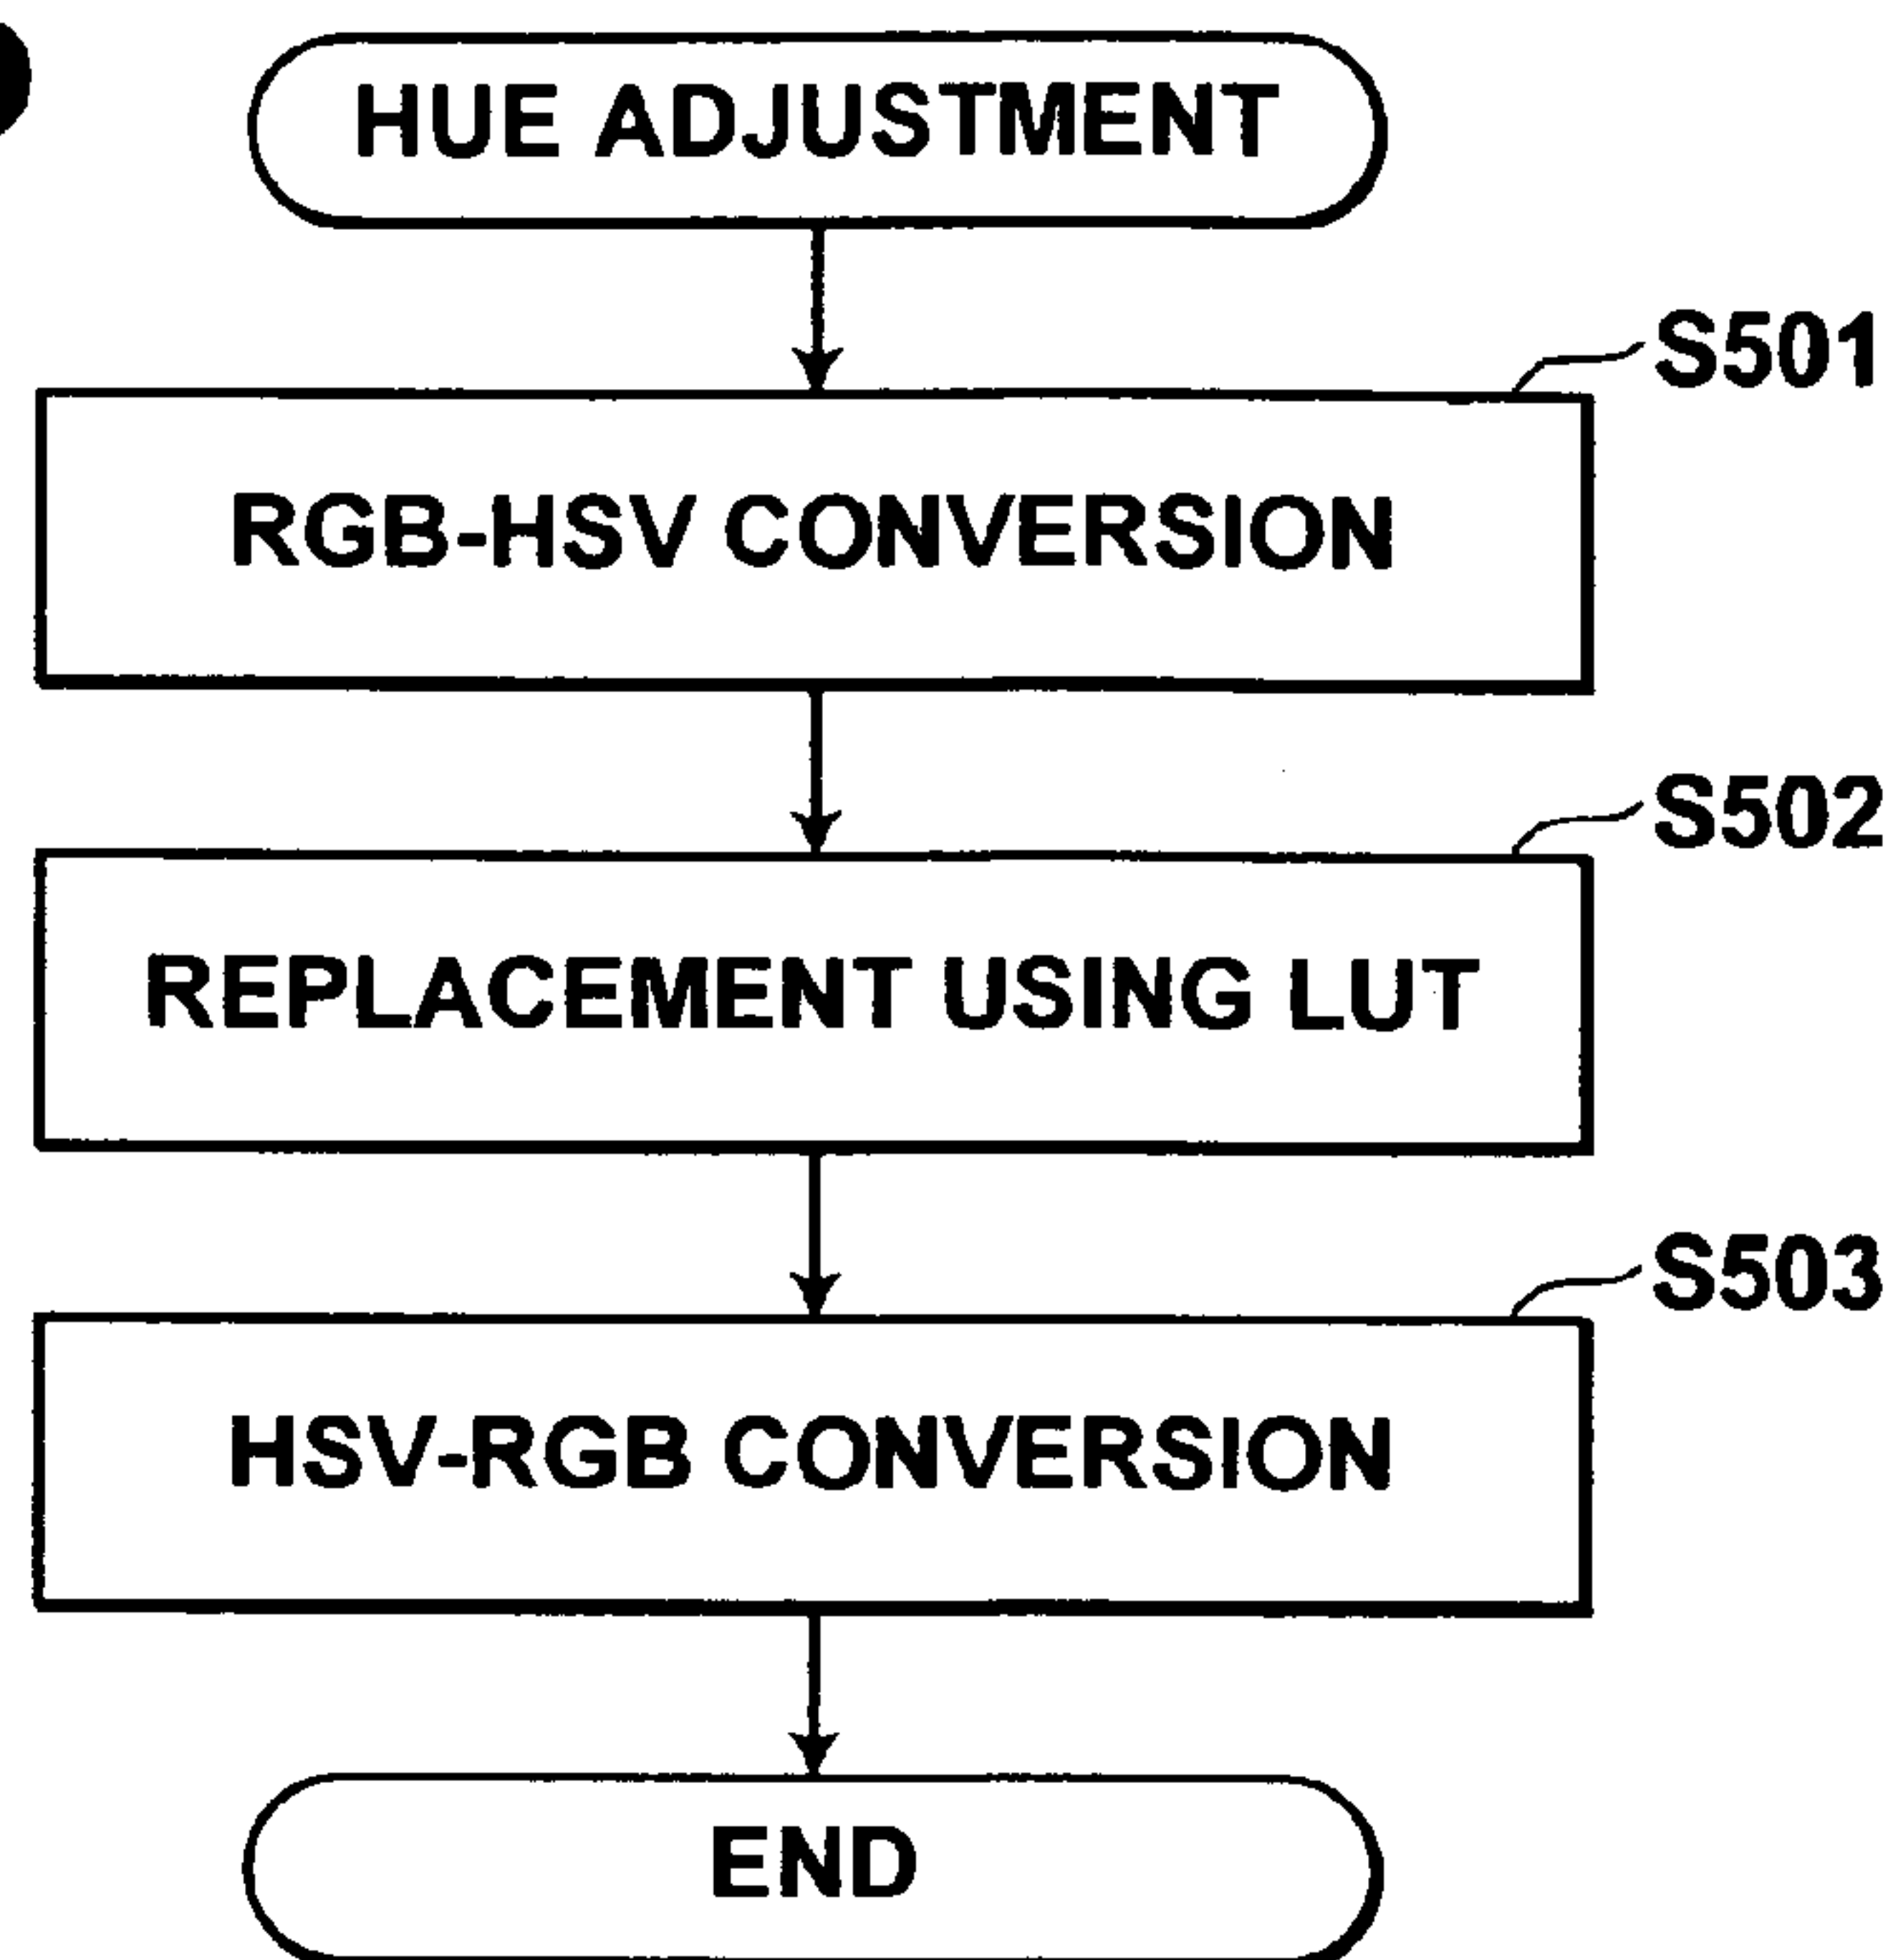 HUE ADJUSTMENT
S501
RGB-HSV CONVERSION
S502
REPLACEMENT USING LUT
S503
HSV-RGB CONVERSION
END